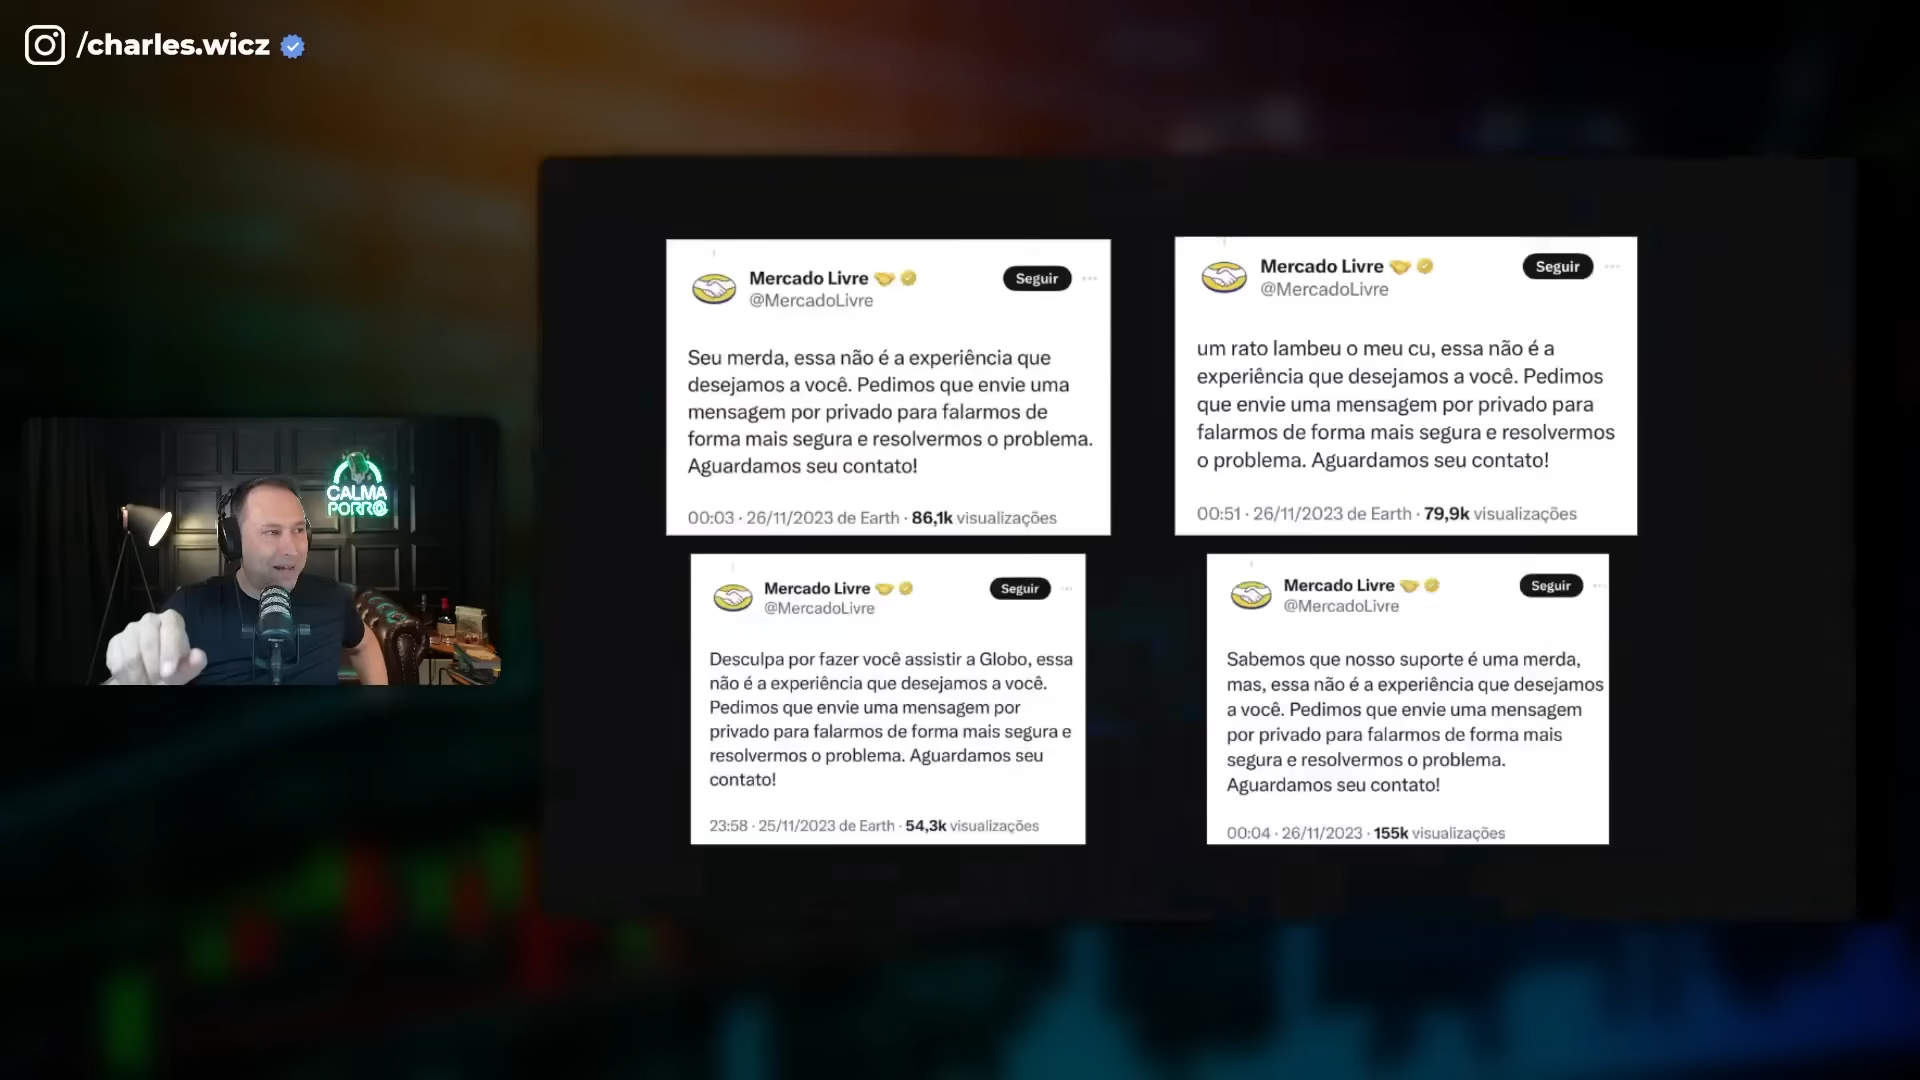 /charles.wicz
CALMA
PORR@
Mercado Livre
@MercadoLivre
Seguir
Seu merda, essa não é a experiência que
desejamos a você. Pedimos que envie uma
mensagem por privado para falarmos de
forma mais segura e resolvermos o problema.
Aguardamos seu contato!
00:03 · 26/11/2023 de Earth · 86,1k visualizações
Mercado Livre
@MercadoLivre
Seguir
um rato lambeu o meu cu, essa não é a
experiência que desejamos a você. Pedimos
que envie uma mensagem por privado para
falarmos de forma mais segura e resolvermos
o problema. Aguardamos seu contato!
00:51 · 26/11/2023 de Earth · 79,9k visualizações
Mercado Livre
@MercadoLivre
Seguir
Desculpa por fazer você assistir a Globo, essa
não é a experiência que desejamos a você.
Pedimos que envie uma mensagem por
privado para falarmos de forma mais segura e
resolvermos o problema. Aguardamos seu
contato!
23:58 · 25/11/2023 de Earth · 54,3k visualizações
Mercado Livre
@MercadoLivre
Seguir
Sabemos que nosso suporte é uma merda,
mas, essa não é a experiência que desejamos
a você. Pedimos que envie uma mensagem
por privado para falarmos de forma mais
segura e resolvermos o problema.
Aguardamos seu contato!
00:04 · 26/11/2023 · 155k visualizações